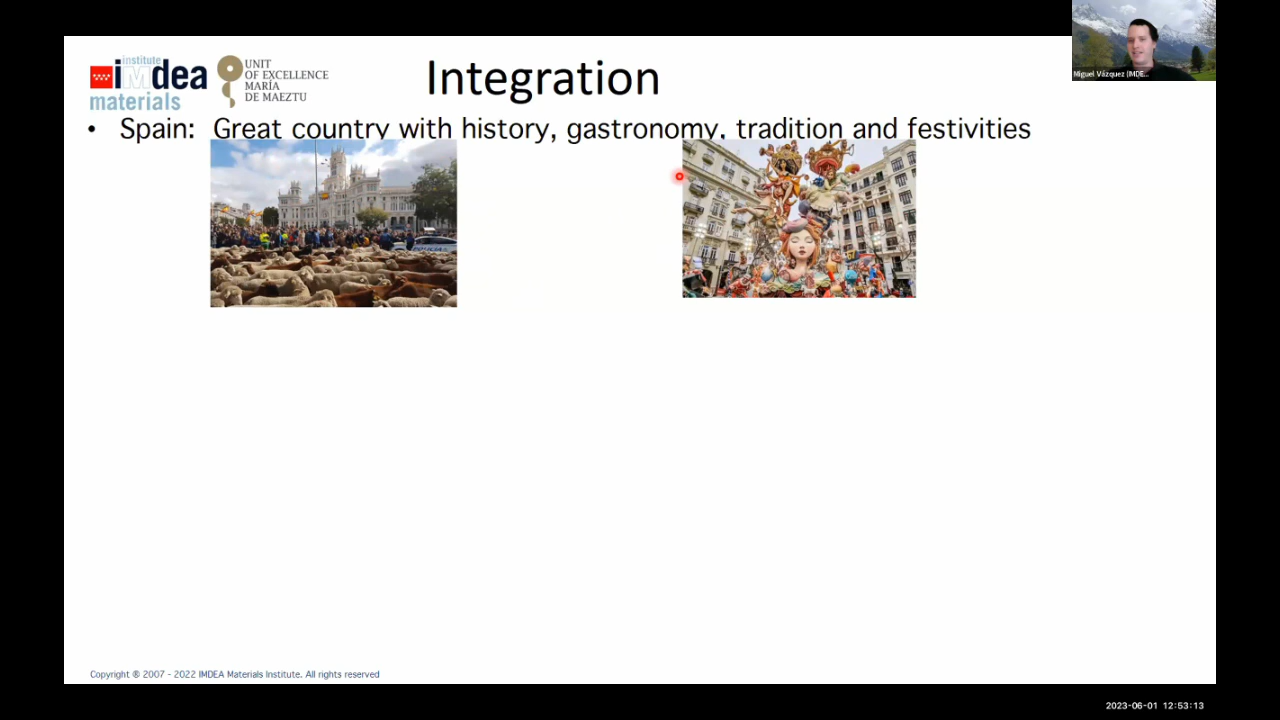 institute
iMdea
materials
UNIT
OF EXCELLENCE
MARÍA
DE MAEZTU
Integration
Miguel Vázquez (IMDE...
• Spain: Great country with history, gastronomy, tradition and festivities
POLICIA
Copyright ® 2007 - 2022 IMDEA Materials Institute. All rights reserved
2023-06-01 12:53:13